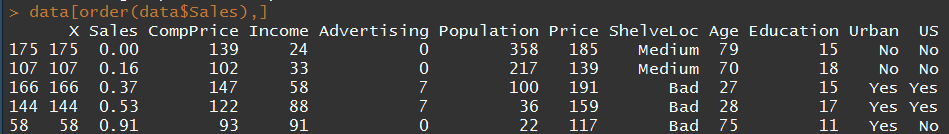 > data[order(data$Sales),]
X Sales CompPrice Income Advertising Population Price ShelveLoc Age Education Urban US
175 175 0.00 139 24 0 358 185 Medium 79 15 No No
107 107 0.16 102 33 0 217 139 Medium 70 18 No No
166 166 0.37 147 58 7 100 191 Bad 27 15 Yes Yes
144 144 0.53 122 88 7 36 159 Bad 28 17 Yes Yes
58 58 0.91 93 91 0 22 117 Bad 75 11 Yes No